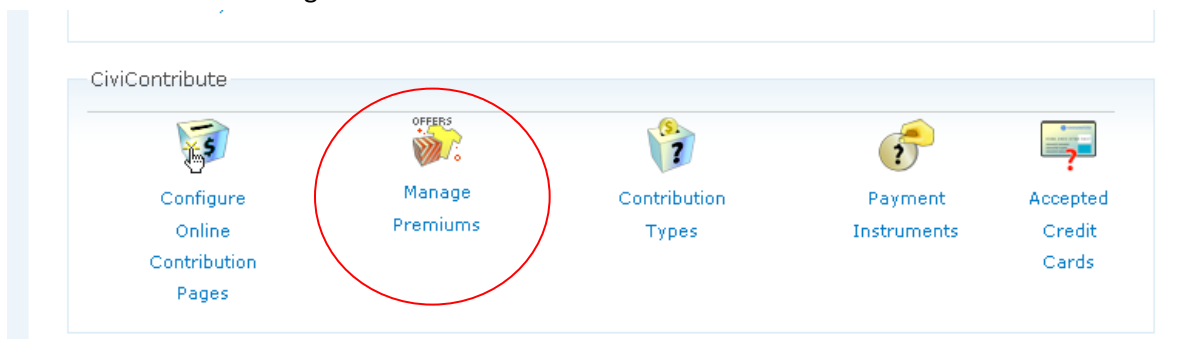 CiviContribute
OFFERS
$
$
?
?
?
Configure
Online
Contribution
Pages
Manage
Premiums
Contribution
Types
Payment
Instruments
Accepted
Credit
Cards